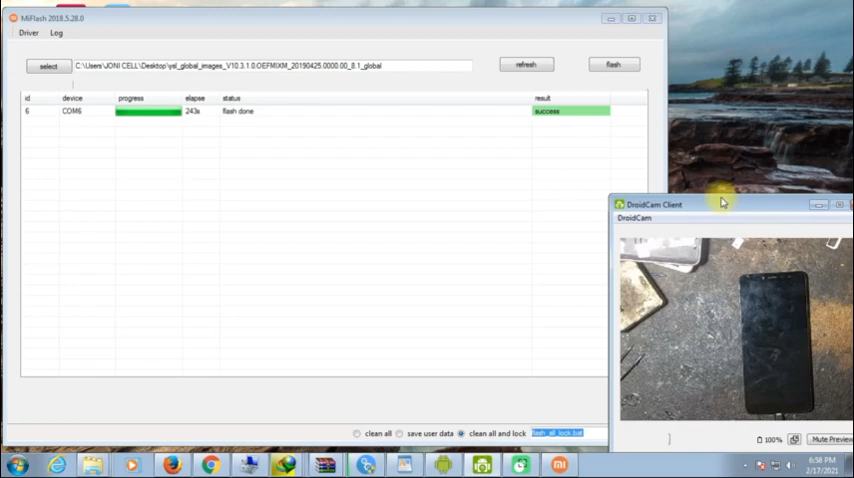 MiFlash 2018.5.28.0
Driver Log
select C:\Users\JONI CELL\Desktop\ysl_global_images_V10.3.1.0.OEFMIXM_20190425.0000.00_8.1_global refresh flash
id device progress elapse status result
6 COM6 243s flash done success
DroidCam Client
DroidCam
clean all save user data clean all and lock flash_all_lock.bat
100% Mute Preview
6:58 PM
2/17/2021